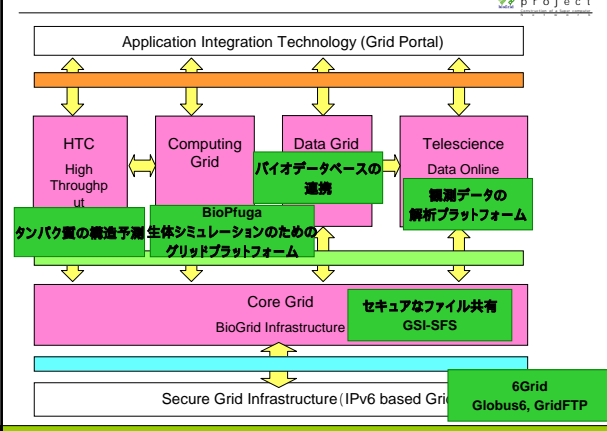 project
Application Integration Technology (Grid Portal)
HTC
High
Throughp
ut
タンパク質の構造予測
Computing
Grid
BioPfuga
生体シミュレーションのための
グリッドプラットフォーム
Data Grid
バイオデータベースの
連携
Telescience
Data Online
観測データの
解析プラットフォーム
Core Grid
BioGrid Infrastructure
セキュアなファイル共有
GSI-SFS
Secure Grid Infrastructure(IPv6 based Gri
6Grid
Globus6, GridFTP